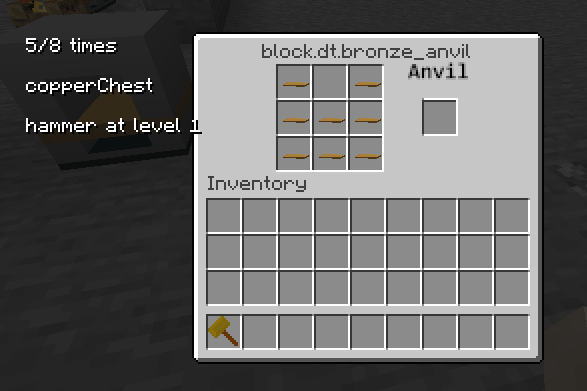 5/8 times
copperChest
hammer at level 1
block.dt.bronze_anvil
Anvil
Inventory